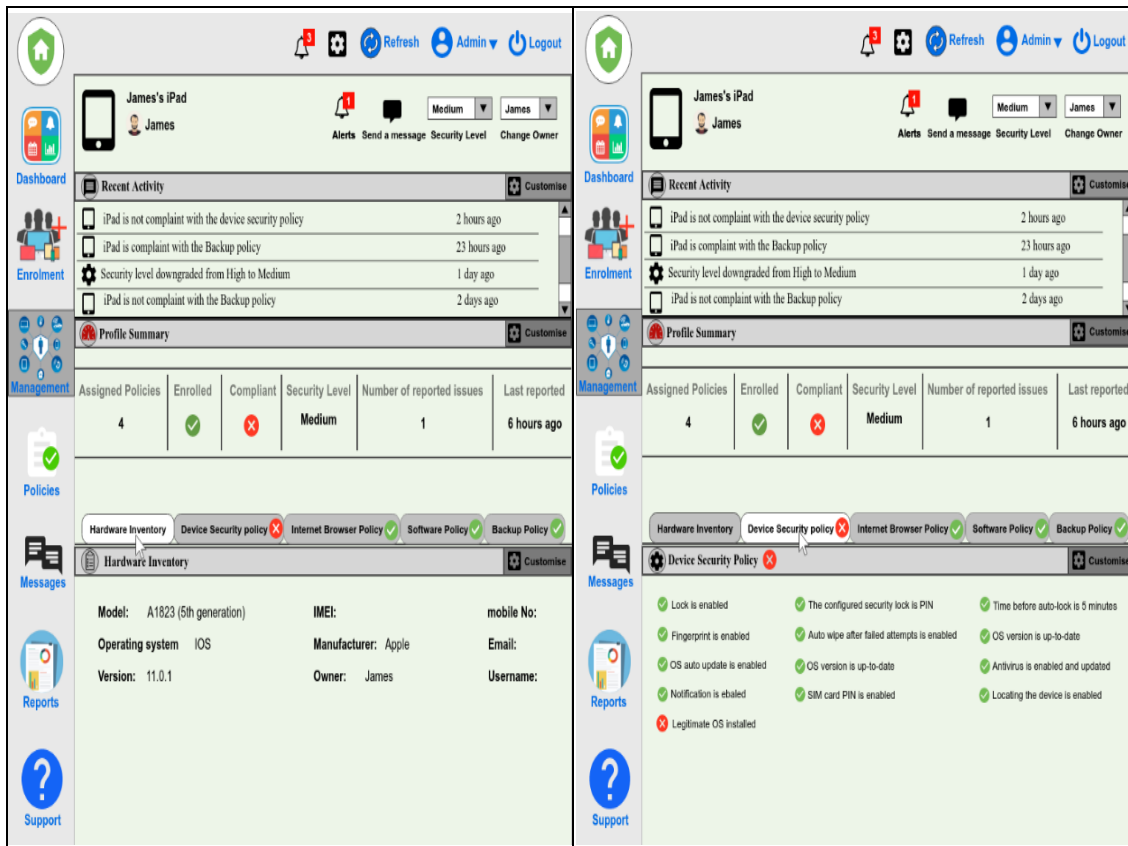 3 Refresh Admin Logout
James's iPad
James
1 Medium James
Alerts Send a message Security Level Change Owner
Dashboard
Recent Activity Customise
iPad is not complaint with the device security policy 2 hours ago
iPad is complaint with the Backup policy 23 hours ago
Enrolment
Security level downgraded from High to Medium 1 day ago
iPad is not complaint with the Backup policy 2 days ago
Profile Summary Customise
Management
Assigned Policies Enrolled Compliant Security Level Number of reported issues Last reported
4 Medium 1 6 hours ago
Policies
Hardware Inventory Device Security policy Internet Browser Policy Software Policy Backup Policy
Hardware Inventory Customise
Messages
Model: A1823 (5th generation) IMEI: mobile No:
Operating system IOS Manufacturer: Apple Email:
Version: 11.0.1 Owner: James Username:
Reports
Support
3 Refresh Admin Logout
James's iPad
James
1 Medium James
Alerts Send a message Security Level Change Owner
Dashboard
Recent Activity Customise
iPad is not complaint with the device security policy 2 hours ago
iPad is complaint with the Backup policy 23 hours ago
Enrolment
Security level downgraded from High to Medium 1 day ago
iPad is not complaint with the Backup policy 2 days ago
Profile Summary Customise
Management
Assigned Policies Enrolled Compliant Security Level Number of reported issues Last reported
4 Medium 1 6 hours ago
Policies
Hardware Inventory Device Security policy Internet Browser Policy Software Policy Backup Policy
Device Security Policy Customise
Messages
Lock is enabled The configured security lock is PIN Time before auto-lock is 5 minutes
Fingerprint is enabled Auto wipe after failed attempts is enabled OS version is up-to-date
OS auto update is enabled OS version is up-to-date Antivirus is enabled and updated
Notification is ebaled SIM card PIN is enabled Locating the device is enabled
Reports
Legitimate OS installed
Support